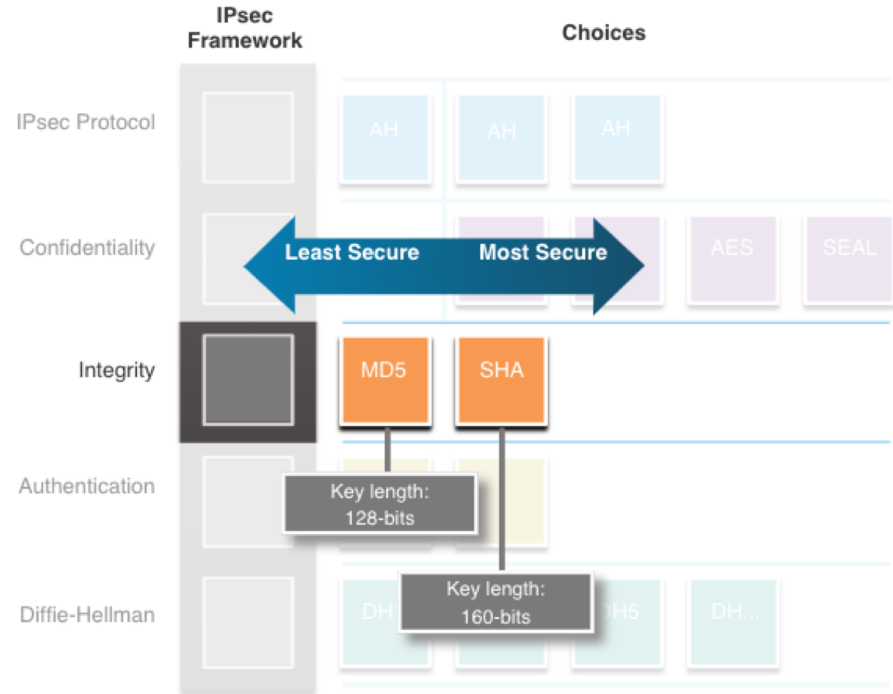 IPsec
Framework
Choices
IPsec Protocol
AH
AH
AH
Confidentiality
Least Secure
Most Secure
AES
SEAL
Integrity
MD5
SHA
Authentication
Key length:
128-bits
Diffie-Hellman
Key length:
160-bits
DH5
DH...